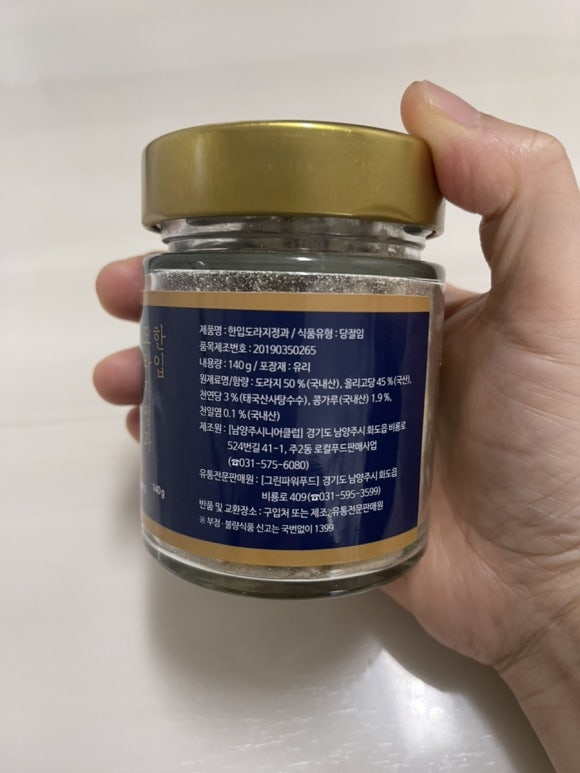 한입
도라지정과
140g
제품명 : 한입도라지정과 / 식품유형 : 당절임
품목제조번호 : 20190350265
내용량 : 140 g / 포장재 : 유리
원재료명/함량 : 도라지 50 % (국내산), 올리고당 45 % (국산),
천연당 3 % (태국산사탕수수), 콩가루 (국내산) 1.9 %,
천일염 0.1 % (국내산)
제조원 : [남양주시니어클럽] 경기도 남양주시 화도읍 비룡로
524번길 41-1, 주2동 로컬푸드판매사업
(☎031-575-6080)
유통전문판매원 : [그린파워푸드] 경기도 남양주시 화도읍
비룡로 409 (☎031-595-3599)
반품 및 교환장소 : 구입처 또는 제조, 유통전문판매원
※ 부정·불량식품 신고는 국번없이 1399